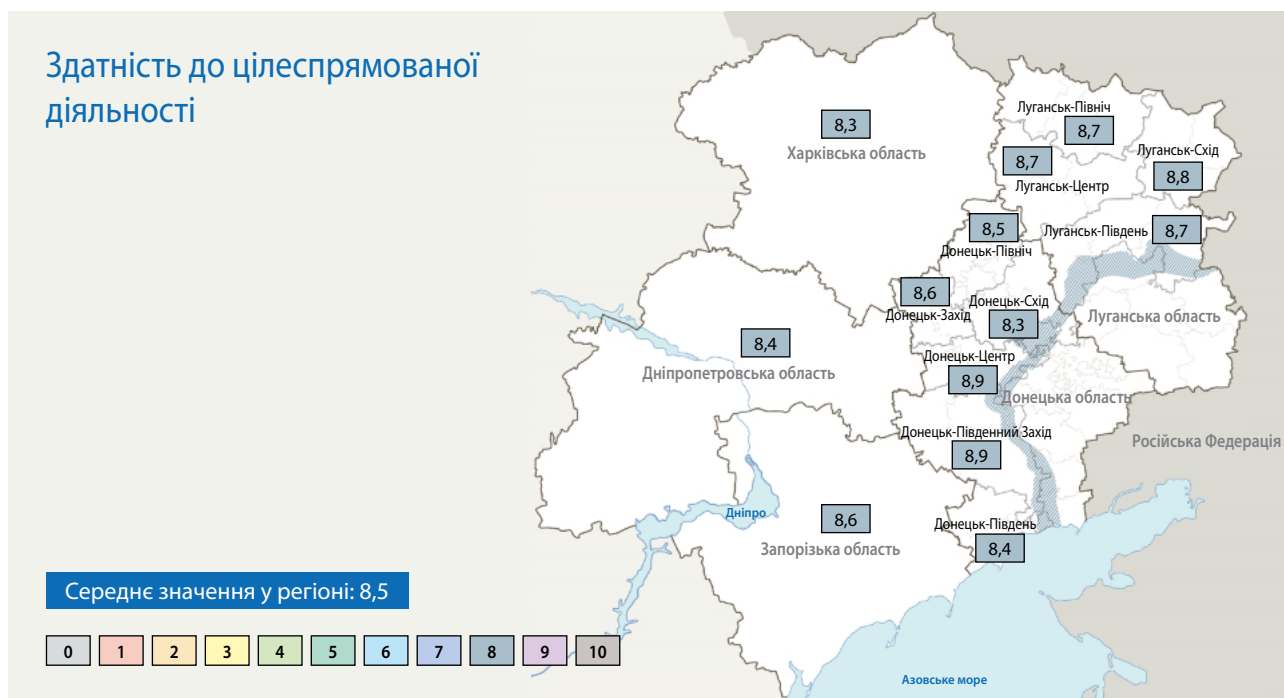 Здатність до цілеспрямованої
діяльності
Луганськ-Північ
8,7
8,3
Харківська область
Луганськ-Схід
8,8
8,7
Луганськ-Центр
8,5
Донецьк-Північ
Луганськ-Південь
8,7
8,6
Донецьк-Захід
Донецьк-Схід
8,3
Луганська область
8,4
Дніпропетровська область
Донецьк-Центр
8,9
Донецька область
Донецьк-Південний Захід
8,9
Російська Федерація
Дніпро
8,6
Запорізька область
Донецьк-Південь
8,4
Середнє значення у регіоні: 8,5
0 1 2 3 4 5 6 7 8 9 10
Азовське море